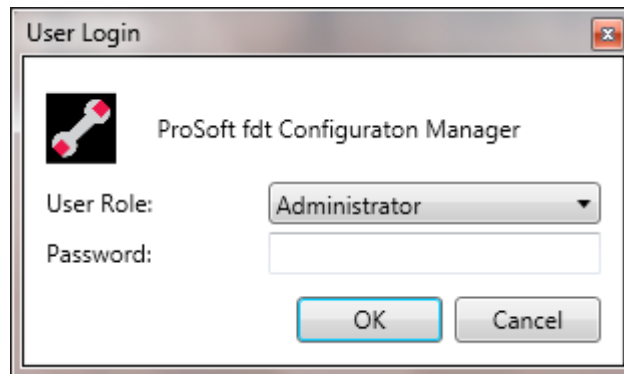 User Login
ProSoft fdt Configuraton Manager
User Role:
Administrator
Password:
OK
Cancel